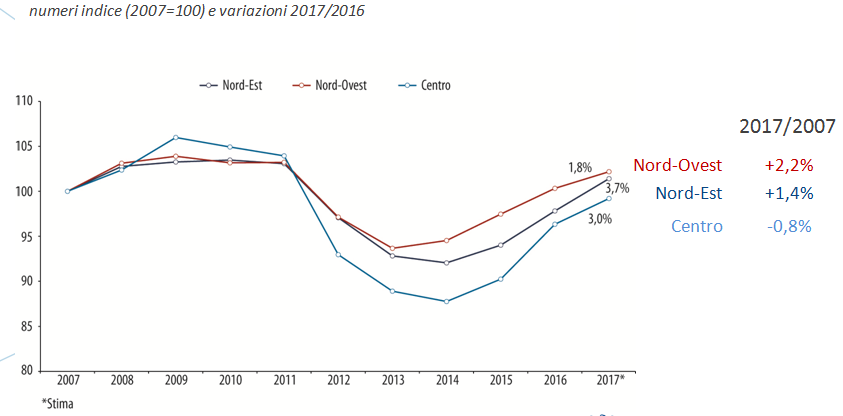 numeri indice (2007=100) e variazioni 2017/2016
Nord-Est Nord-Ovest Centro
110
105
100
95
90
85
80
1,8%
3,7%
3,0%
2007 2008 2009 2010 2011 2012 2013 2014 2015 2016 2017*
*Stima
2017/2007
Nord-Ovest +2,2%
Nord-Est +1,4%
Centro -0,8%